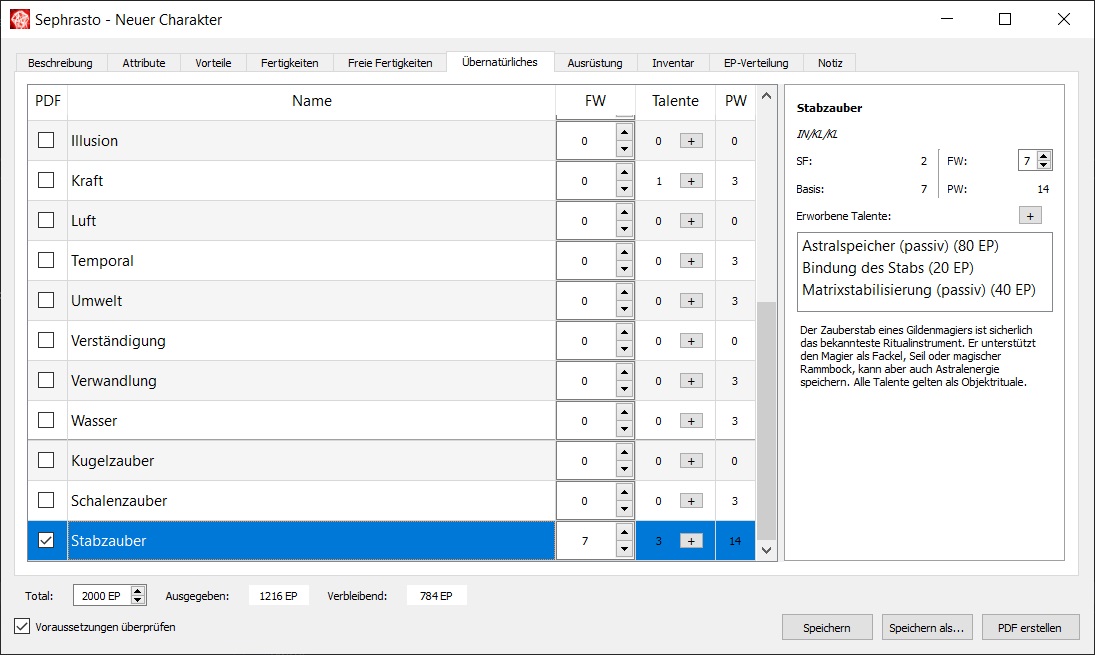 Sephrasto - Neuer Charakter
Beschreibung Attribute Vorteile Fertigkeiten Freie Fertigkeiten Übernatürliches Ausrüstung Inventar EP-Verteilung Notiz
PDF Name FW Talente PW
Illusion 0 0 + 0
Kraft 0 1 + 3
Luft 0 0 + 0
Temporal 0 0 + 3
Umwelt 0 0 + 3
Verständigung 0 0 + 0
Verwandlung 0 0 + 3
Wasser 0 0 + 3
Kugelzauber 0 0 + 0
Schalenzauber 0 0 + 3
Stabzauber 7 3 + 14
Stabzauber
IN/KL/KL
SF: 2 FW: 7
Basis: 7 PW: 14
Erworbene Talente: +
Astralspeicher (passiv) (80 EP)
Bindung des Stabs (20 EP)
Matrixstabilisierung (passiv) (40 EP)
Der Zauberstab eines Gildenmagiers ist sicherlich
das bekannteste Ritualinstrument. Er unterstützt
den Magier als Fackel, Seil oder magischer
Rammbock, kann aber auch Astralenergie
speichern. Alle Talente gelten als Objektrituale.
Total: 2000 EP Ausgegeben: 1216 EP Verbleibend: 784 EP
Voraussetzungen überprüfen
Speichern Speichern als... PDF erstellen